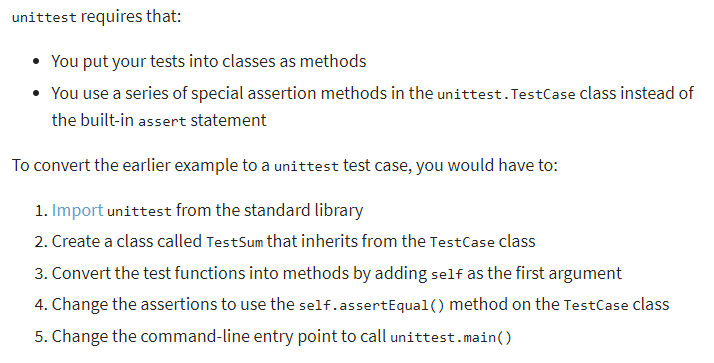 unittest requires that:
• You put your tests into classes as methods
• You use a series of special assertion methods in the unittest.TestCase class instead of
the built-in assert statement
To convert the earlier example to a unittest test case, you would have to:
1. Import unittest from the standard library
2. Create a class called TestSum that inherits from the TestCase class
3. Convert the test functions into methods by adding self as the first argument
4. Change the assertions to use the self.assertEqual() method on the TestCase class
5. Change the command-line entry point to call unittest.main()